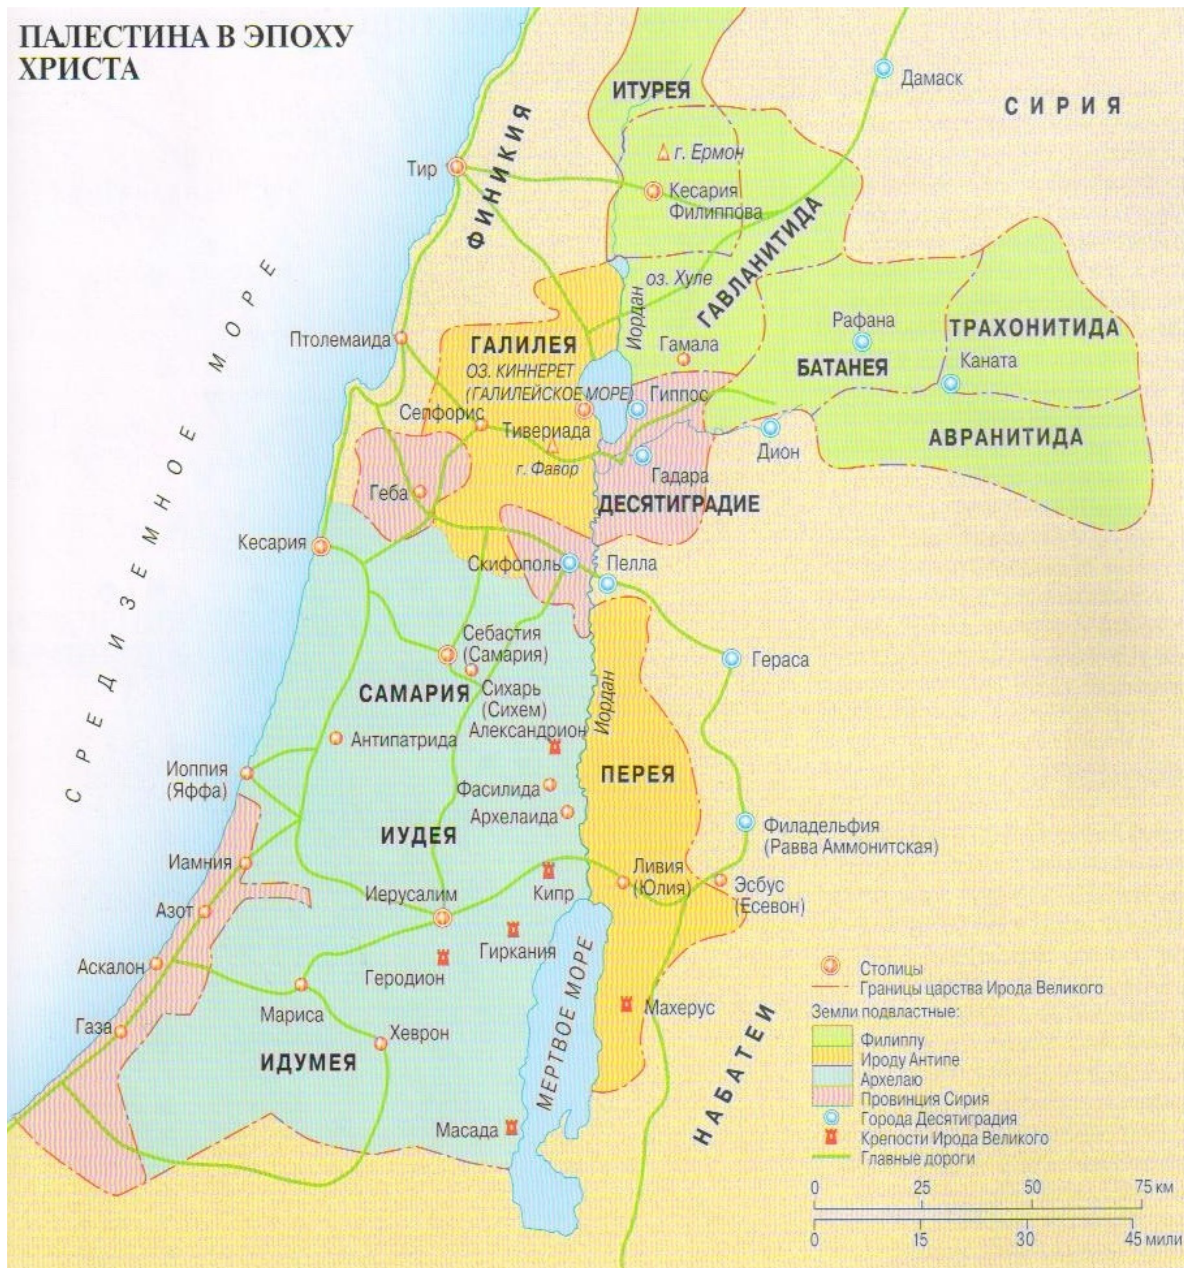 ПАЛЕСТИНА В ЭПОХУ
ХРИСТА
ИТУРЕЯ
Дамаск
СИРИЯ
г. Ермон
Тир
ФИНИКИЯ
Кесария
Филиппова
ГАВЛАНИТИДА
оз. Хуле
Иордан
СРЕДИЗЕМНОЕ МОРЕ
Птолемаида
ГАЛИЛЕЯ
ОЗ. КИННЕРЕТ
(ГАЛИЛЕЙСКОЕ МОРЕ)
Гамала
Рафана
ТРАХОНИТИДА
БАТАНЕЯ
Каната
Гиппос
Сепфорис
Тивериада
АВРАНИТИДА
Дион
г. Фавор
Гадара
Геба
ДЕСЯТИГРАДИЕ
Кесария
Скифополь
Пелла
Себастия
(Самария)
Гераса
САМАРИЯ
Сихарь
(Сихем)
Иордан
Александрион
Антипатрида
Иоппия
(Яффа)
ПЕРЕЯ
Фасилида
Архелаида
ИУДЕЯ
Филадельфия
(Равва Аммонитская)
Иамния
Иерусалим
Кипр
Ливия
(Юлия)
Эсбус
(Есевон)
Азот
Гиркания
Аскалон
Геродион
МЕРТВОЕ МОРЕ
Махерус
Газа
Мариса
Хеврон
ИДУМЕЯ
НАБАТЕИ
Масада
Столицы
Границы царства Ирода Великого
Земли подвластные:
Филиппу
Ироду Антипе
Архелаю
Провинция Сирия
Города Десятиградия
Крепости Ирода Великого
Главные дороги
0 25 50 75 км
0 15 30 45 мили